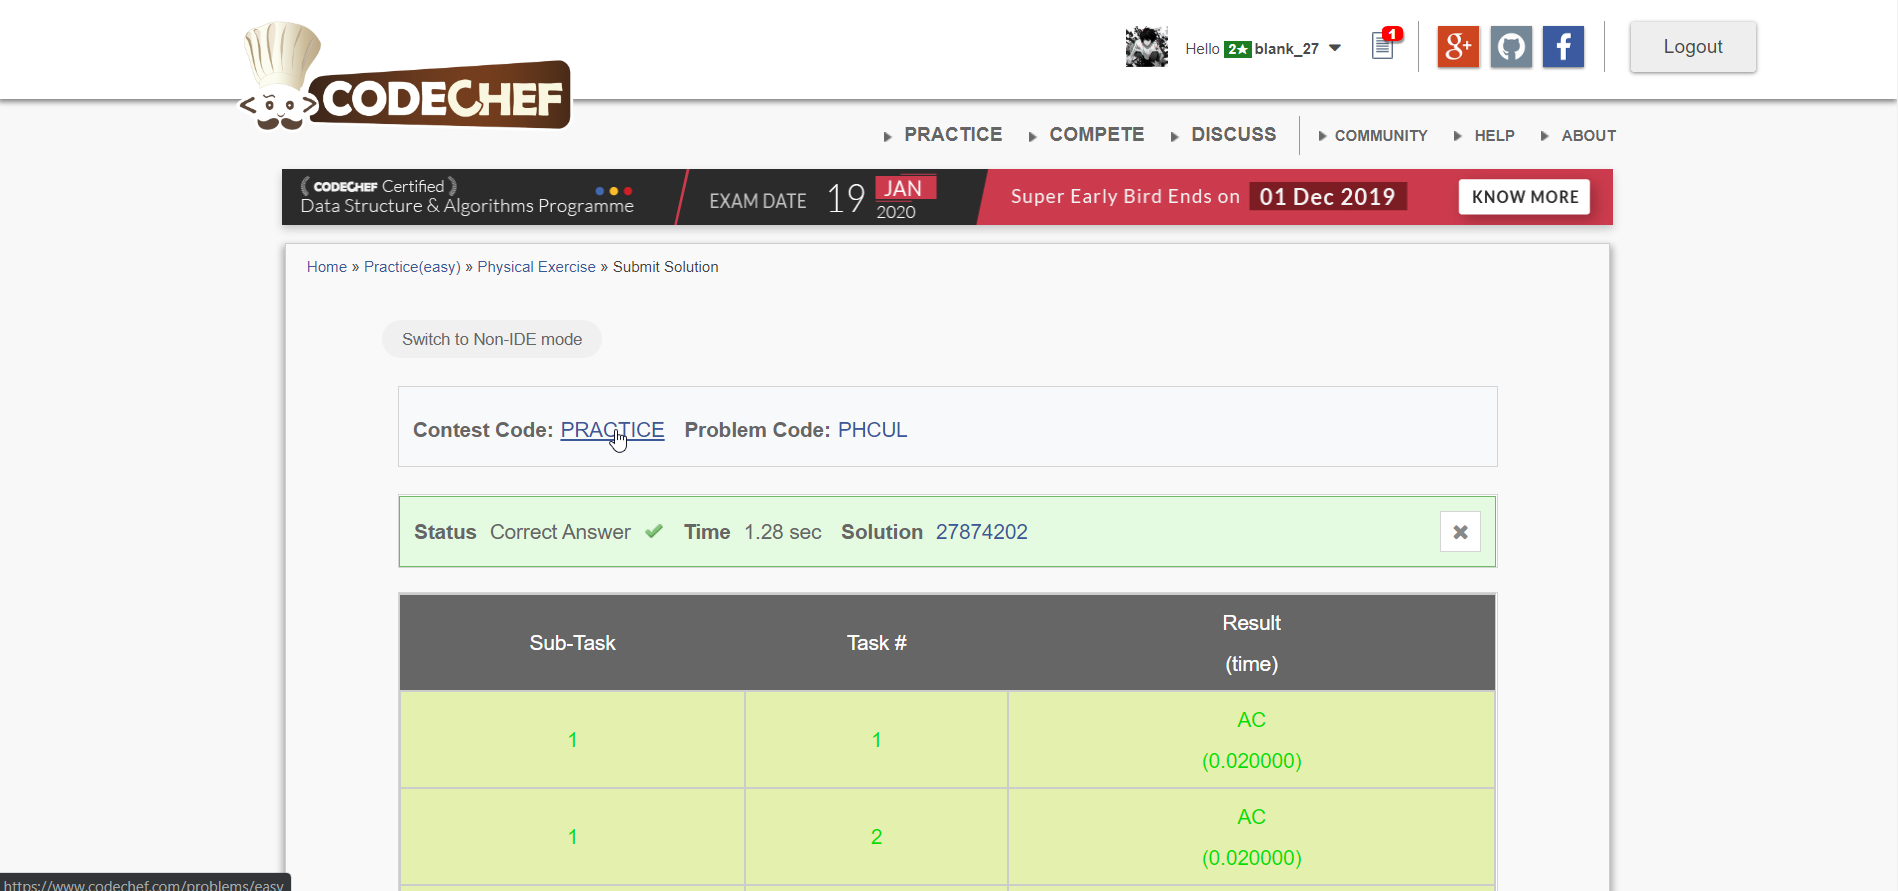 CODECHEF
Hello 2★ blank_27
1
g+
f
Logout
PRACTICE
COMPETE
DISCUSS
COMMUNITY
HELP
ABOUT
CODECHEF Certified
Data Structure & Algorithms Programme
EXAM DATE 19 JAN 2020
Super Early Bird Ends on 01 Dec 2019
KNOW MORE
Home » Practice(easy) » Physical Exercise » Submit Solution
Switch to Non-IDE mode
Contest Code: PRACTICE Problem Code: PHCUL
Status Correct Answer ✔ Time 1.28 sec Solution 27874202 ✖
Sub-Task Task # Result
(time)
1 1 AC
(0.020000)
1 2 AC
(0.020000)
https://www.codechef.com/problems/easy